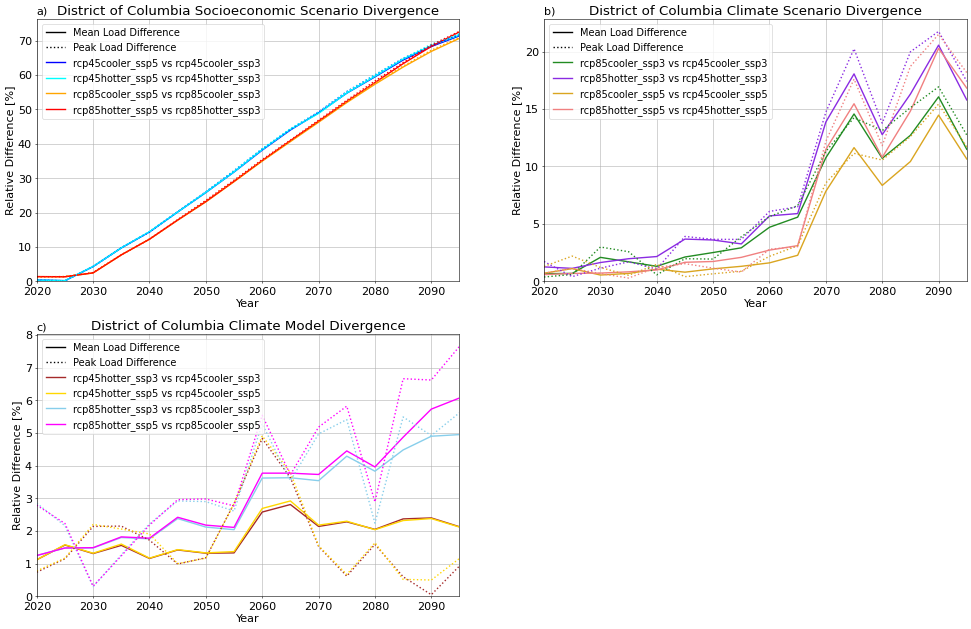 a) District of Columbia Socioeconomic Scenario Divergence
Mean Load Difference
Peak Load Difference
rcp45cooler_ssp5 vs rcp45cooler_ssp3
rcp45hotter_ssp5 vs rcp45hotter_ssp3
rcp85cooler_ssp5 vs rcp85cooler_ssp3
rcp85hotter_ssp5 vs rcp85hotter_ssp3
Relative Difference [%]
70
60
50
40
30
20
10
0
2020 2030 2040 2050 2060 2070 2080 2090
Year
b) District of Columbia Climate Scenario Divergence
Mean Load Difference
Peak Load Difference
rcp85cooler_ssp3 vs rcp45cooler_ssp3
rcp85hotter_ssp3 vs rcp45hotter_ssp3
rcp85cooler_ssp5 vs rcp45cooler_ssp5
rcp85hotter_ssp5 vs rcp45hotter_ssp5
Relative Difference [%]
20
15
10
5
0
2020 2030 2040 2050 2060 2070 2080 2090
Year
c) District of Columbia Climate Model Divergence
Mean Load Difference
Peak Load Difference
rcp45hotter_ssp3 vs rcp45cooler_ssp3
rcp45hotter_ssp5 vs rcp45cooler_ssp5
rcp85hotter_ssp3 vs rcp85cooler_ssp3
rcp85hotter_ssp5 vs rcp85cooler_ssp5
Relative Difference [%]
8
7
6
5
4
3
2
1
0
2020 2030 2040 2050 2060 2070 2080 2090
Year